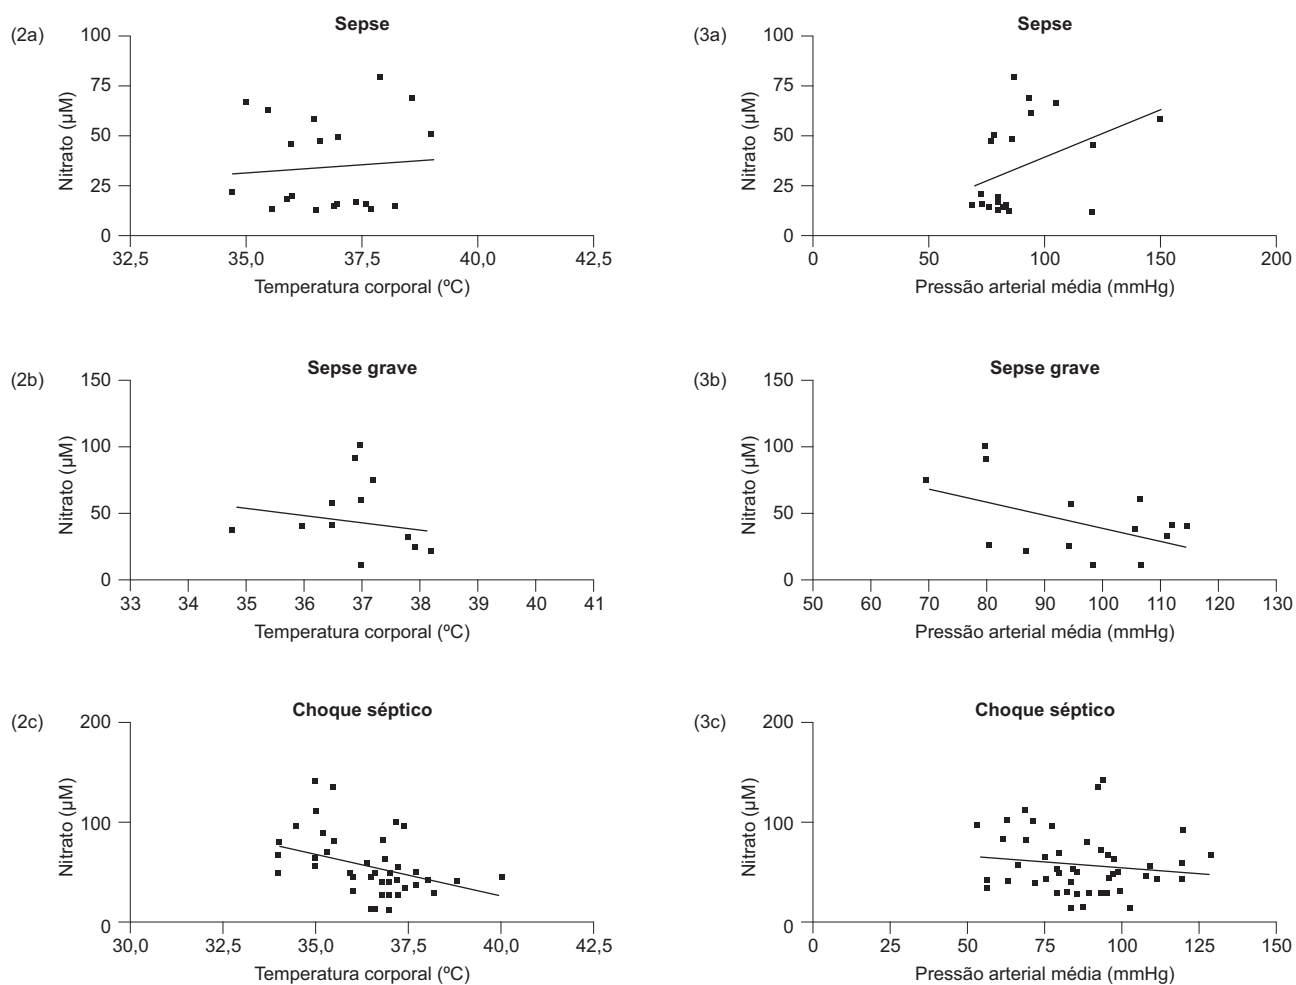 (2a)
Sepse
100
75
50
25
0
Nitrato (µM)
32,5 35,0 37,5 40,0 42,5
Temperatura corporal (ºC)
(3a)
Sepse
100
75
50
25
0
Nitrato (µM)
0 50 100 150 200
Pressão arterial média (mmHg)
(2b)
Sepse grave
150
100
50
0
Nitrato (µM)
33 34 35 36 37 38 39 40 41
Temperatura corporal (ºC)
(3b)
Sepse grave
150
100
50
0
Nitrato (µM)
50 60 70 80 90 100 110 120 130
Pressão arterial média (mmHg)
(2c)
Choque séptico
200
100
0
Nitrato (µM)
30,0 32,5 35,0 37,5 40,0 42,5
Temperatura corporal (ºC)
(3c)
Choque séptico
200
100
0
Nitrato (µM)
0 25 50 75 100 125 150
Pressão arterial média (mmHg)